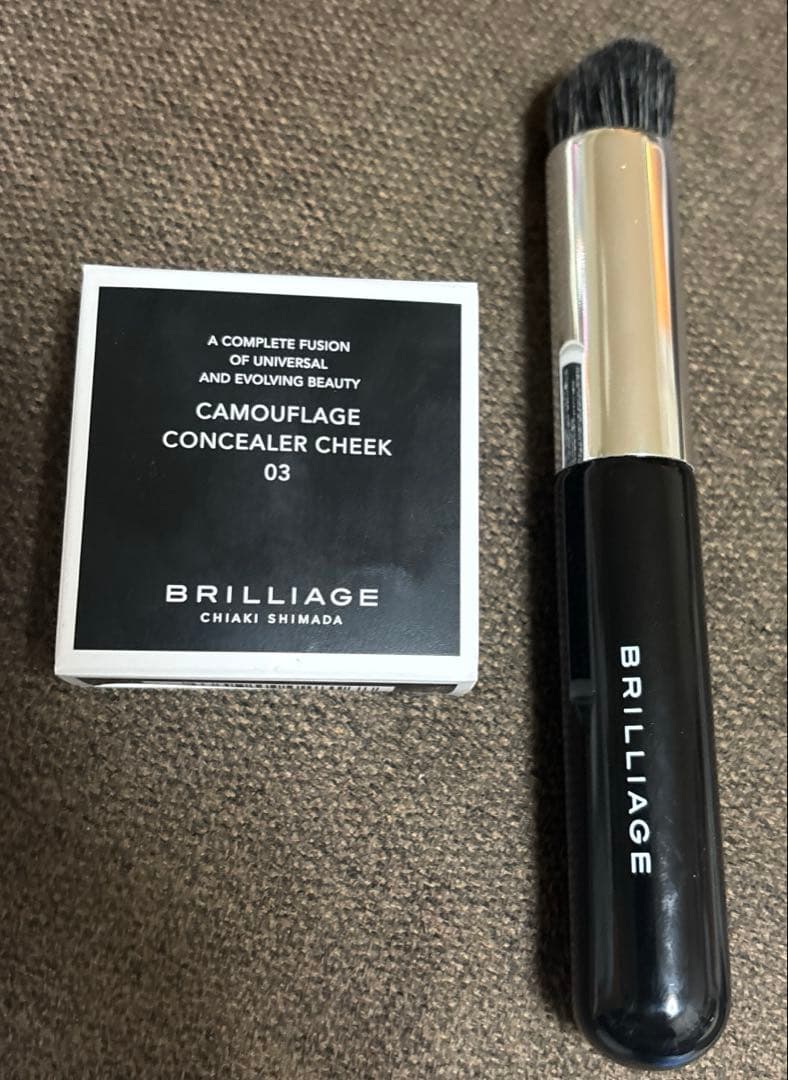 A COMPLETE FUSION
OF UNIVERSAL
AND EVOLVING BEAUTY
CAMOUFLAGE
CONCEALER CHEEK
03
BRILLIAGE
CHIAKI SHIMADA
BRILLIAGE